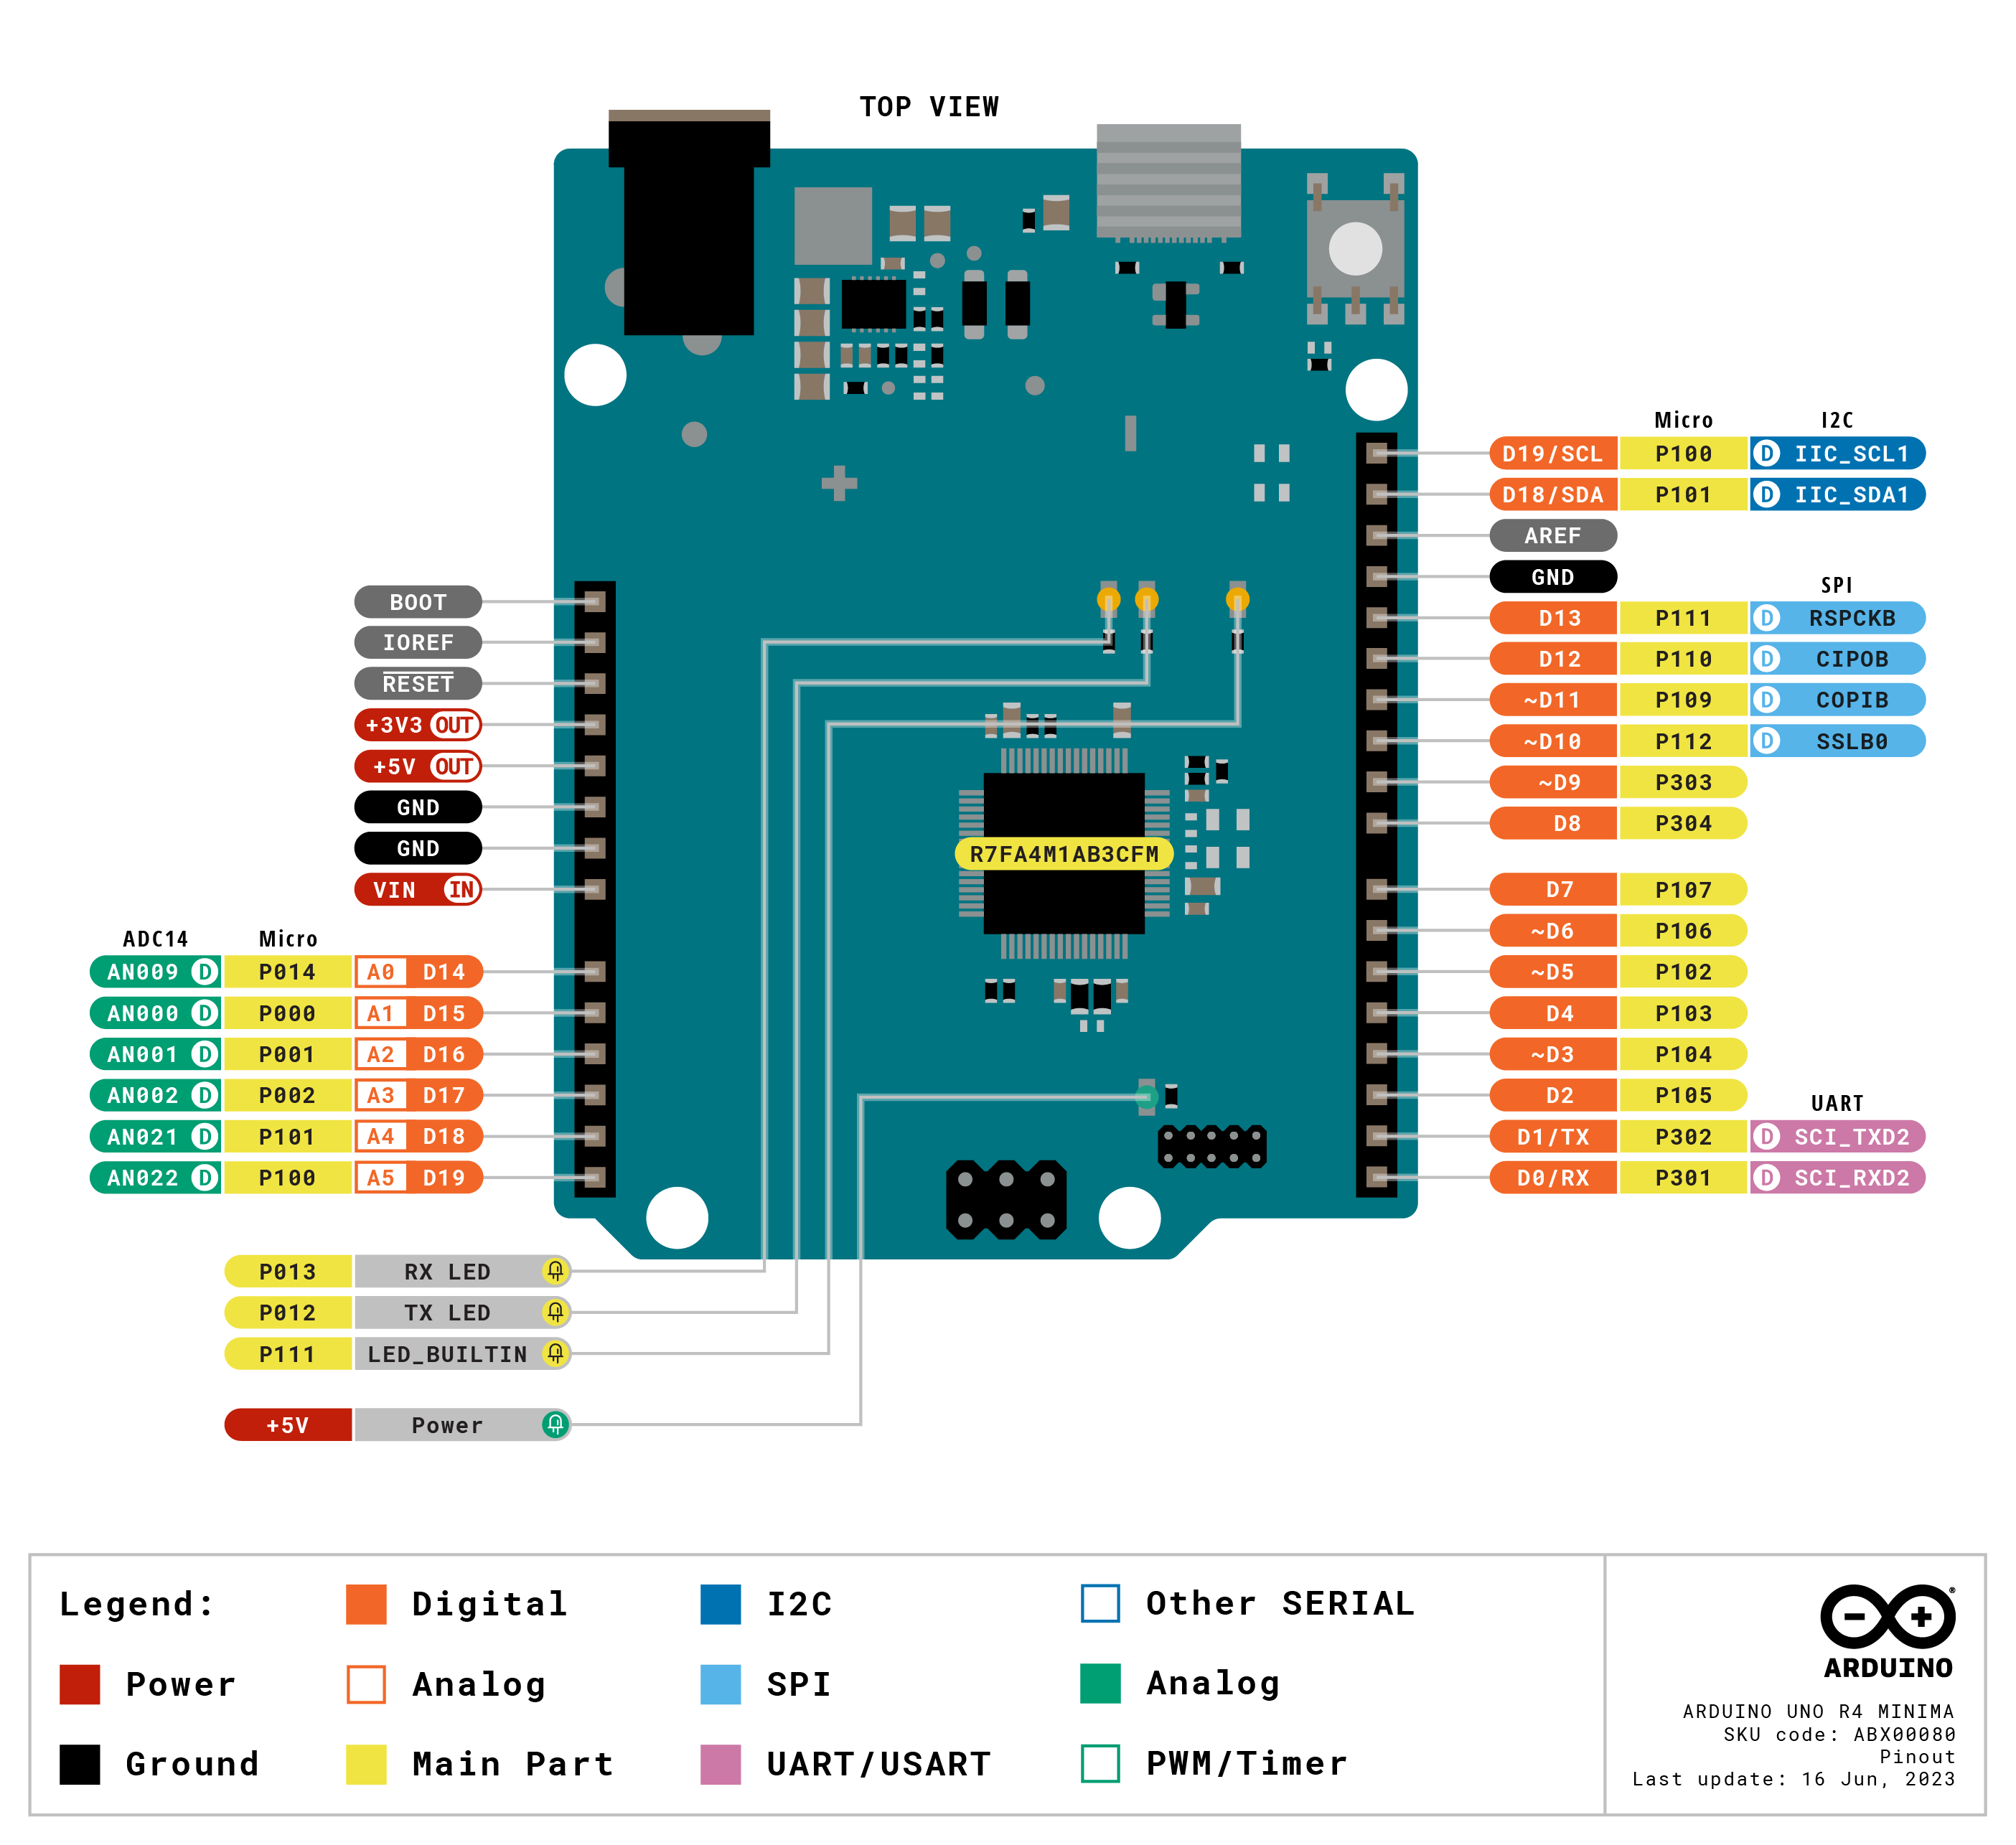 TOP VIEW
Micro I2C
D19/SCL P100 D IIC_SCL1
D18/SDA P101 D IIC_SDA1
AREF
GND
SPI
D13 P111 D RSPCKB
D12 P110 D CIPOB
~D11 P109 D COPIB
~D10 P112 D SSLB0
~D9 P303
D8 P304
D7 P107
~D6 P106
~D5 P102
D4 P103
~D3 P104
D2 P105
UART
D1/TX P302 D SCI_TXD2
D0/RX P301 D SCI_RXD2
BOOT
IOREF
RESET
+3V3 OUT
+5V OUT
GND
GND
VIN IN
ADC14 Micro
AN009 D P014 A0 D14
AN000 D P000 A1 D15
AN001 D P001 A2 D16
AN002 D P002 A3 D17
AN021 D P101 A4 D18
AN022 D P100 A5 D19
R7FA4M1AB3CFM
P013 RX LED
P012 TX LED
P111 LED_BUILTIN
+5V Power
Legend:
Power
Ground
Digital
Analog
Main Part
I2C
SPI
UART/USART
Other SERIAL
Analog
PWM/Timer
®
ARDUINO
ARDUINO UNO R4 MINIMA
SKU code: ABX00080
Pinout
Last update: 16 Jun, 2023